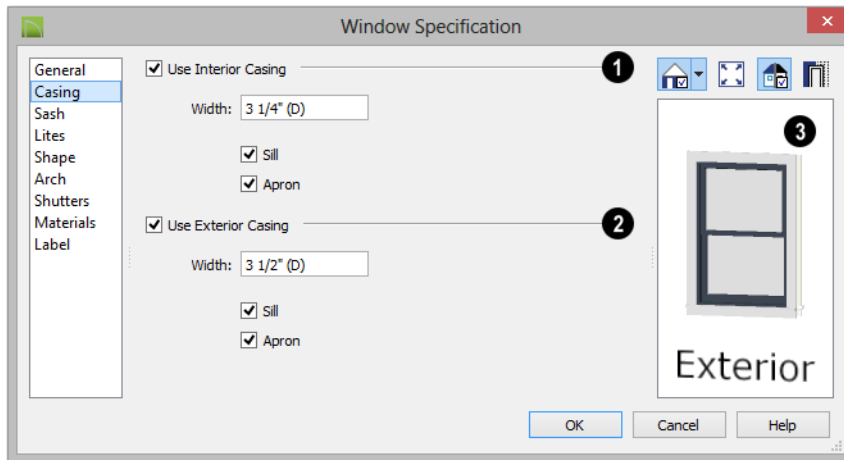 Window Specification
×
General
Casing
Sash
Lites
Shape
Arch
Shutters
Materials
Label
Use Interior Casing
1
Width: 3 1/4" (D)
Sill
Apron
Use Exterior Casing
2
Width: 3 1/2" (D)
Sill
Apron
3
Exterior
OK Cancel Help